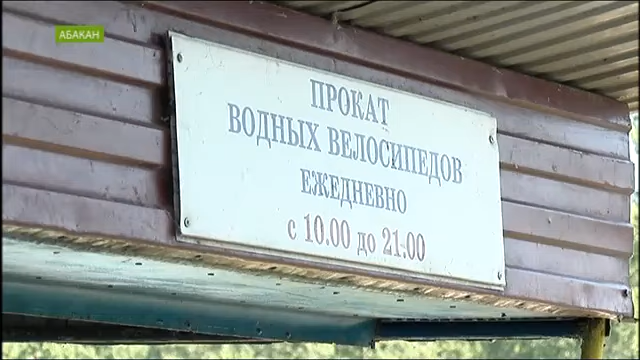 АБАКАН
ПРОКАТ
ВОДНЫХ ВЕЛОСИПЕДОВ
ЕЖЕДНЕВНО
с 10.00 до 21.00